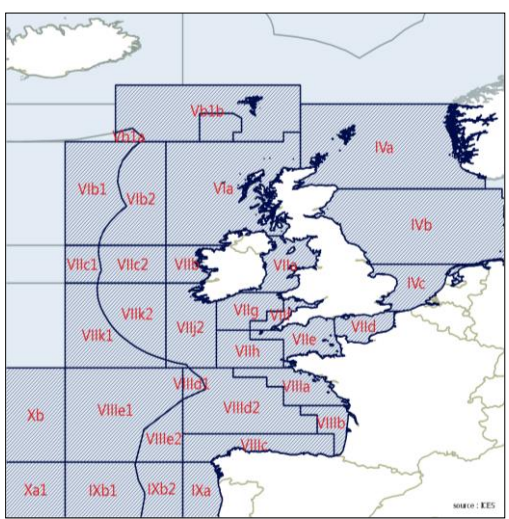 Vb1b
Vb1a
IVa
VIb1
VIb2
VIa
IVb
VIIc1
VIIc2
VIIb
VIIa
IVc
VIIg
VIIf
VIIk2
VIIk1
VIIj2
VIIe
VIId
VIIh
VIIId1
VIIIa
Xb
VIIIe1
VIIId2
VIIIb
VIIIe2
VIIIc
Xa1
IXb1
IXb2
IXa
source : ICES